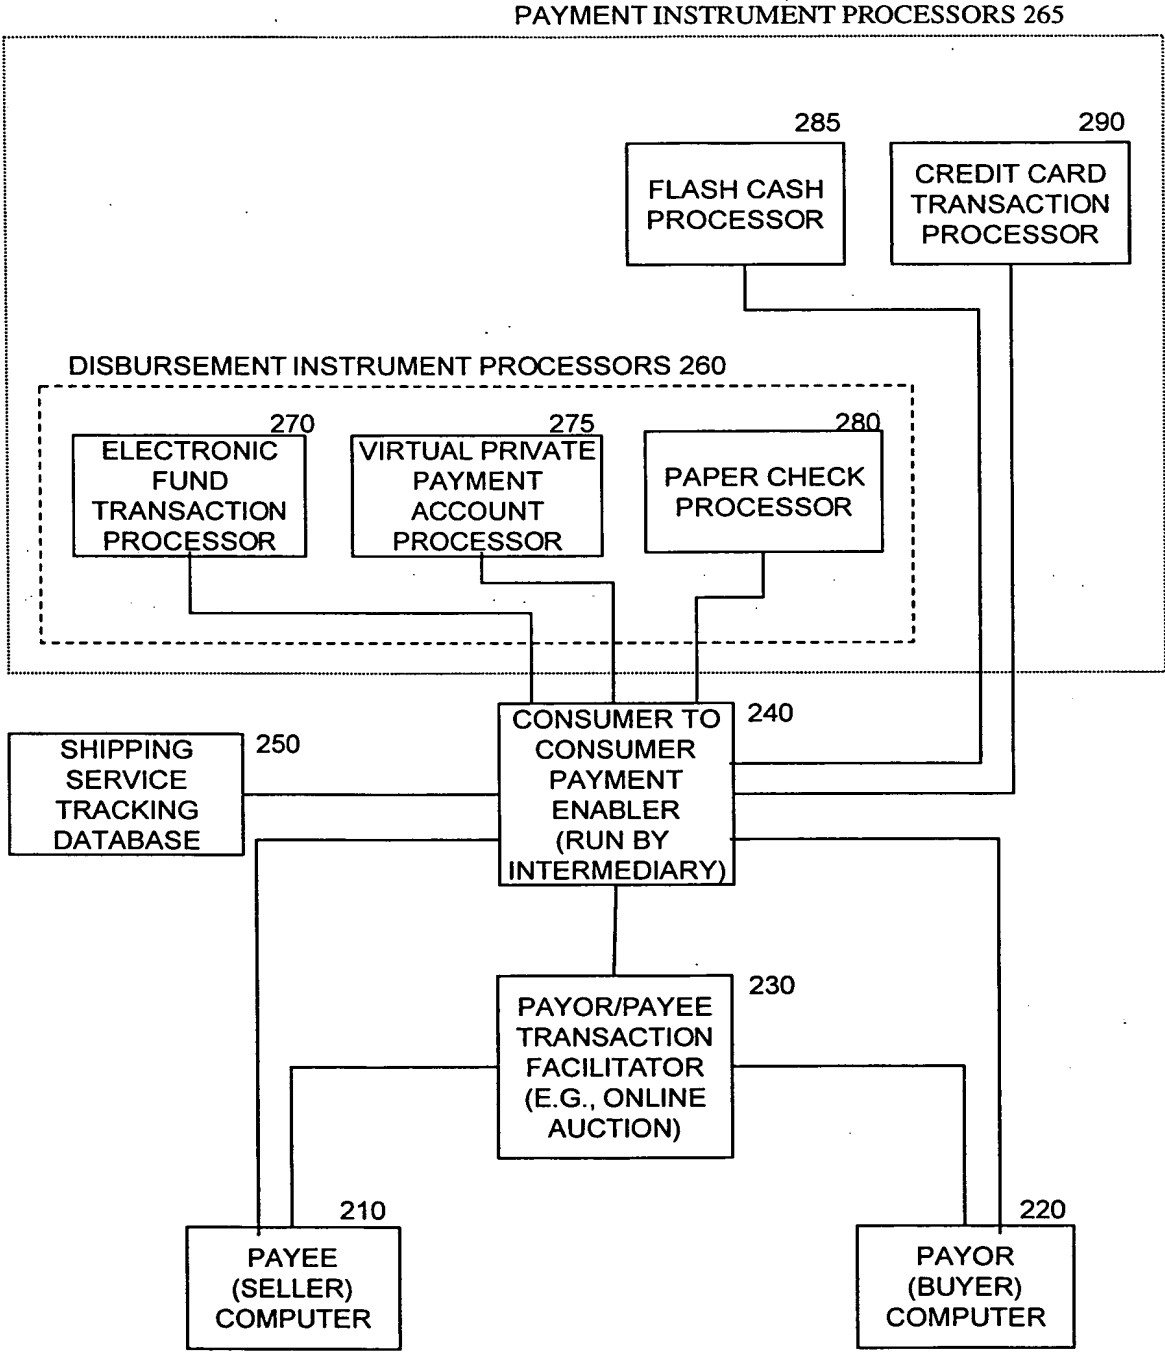 PAYMENT INSTRUMENT PROCESSORS 265
285
FLASH CASH
PROCESSOR
290
CREDIT CARD
TRANSACTION
PROCESSOR
DISBURSEMENT INSTRUMENT PROCESSORS 260
270
ELECTRONIC
FUND
TRANSACTION
PROCESSOR
275
VIRTUAL PRIVATE
PAYMENT
ACCOUNT
PROCESSOR
280
PAPER CHECK
PROCESSOR
240
CONSUMER TO
CONSUMER
PAYMENT
ENABLER
(RUN BY
INTERMEDIARY)
250
SHIPPING
SERVICE
TRACKING
DATABASE
230
PAYOR/PAYEE
TRANSACTION
FACILITATOR
(E.G., ONLINE
AUCTION)
210
PAYEE
(SELLER)
COMPUTER
220
PAYOR
(BUYER)
COMPUTER